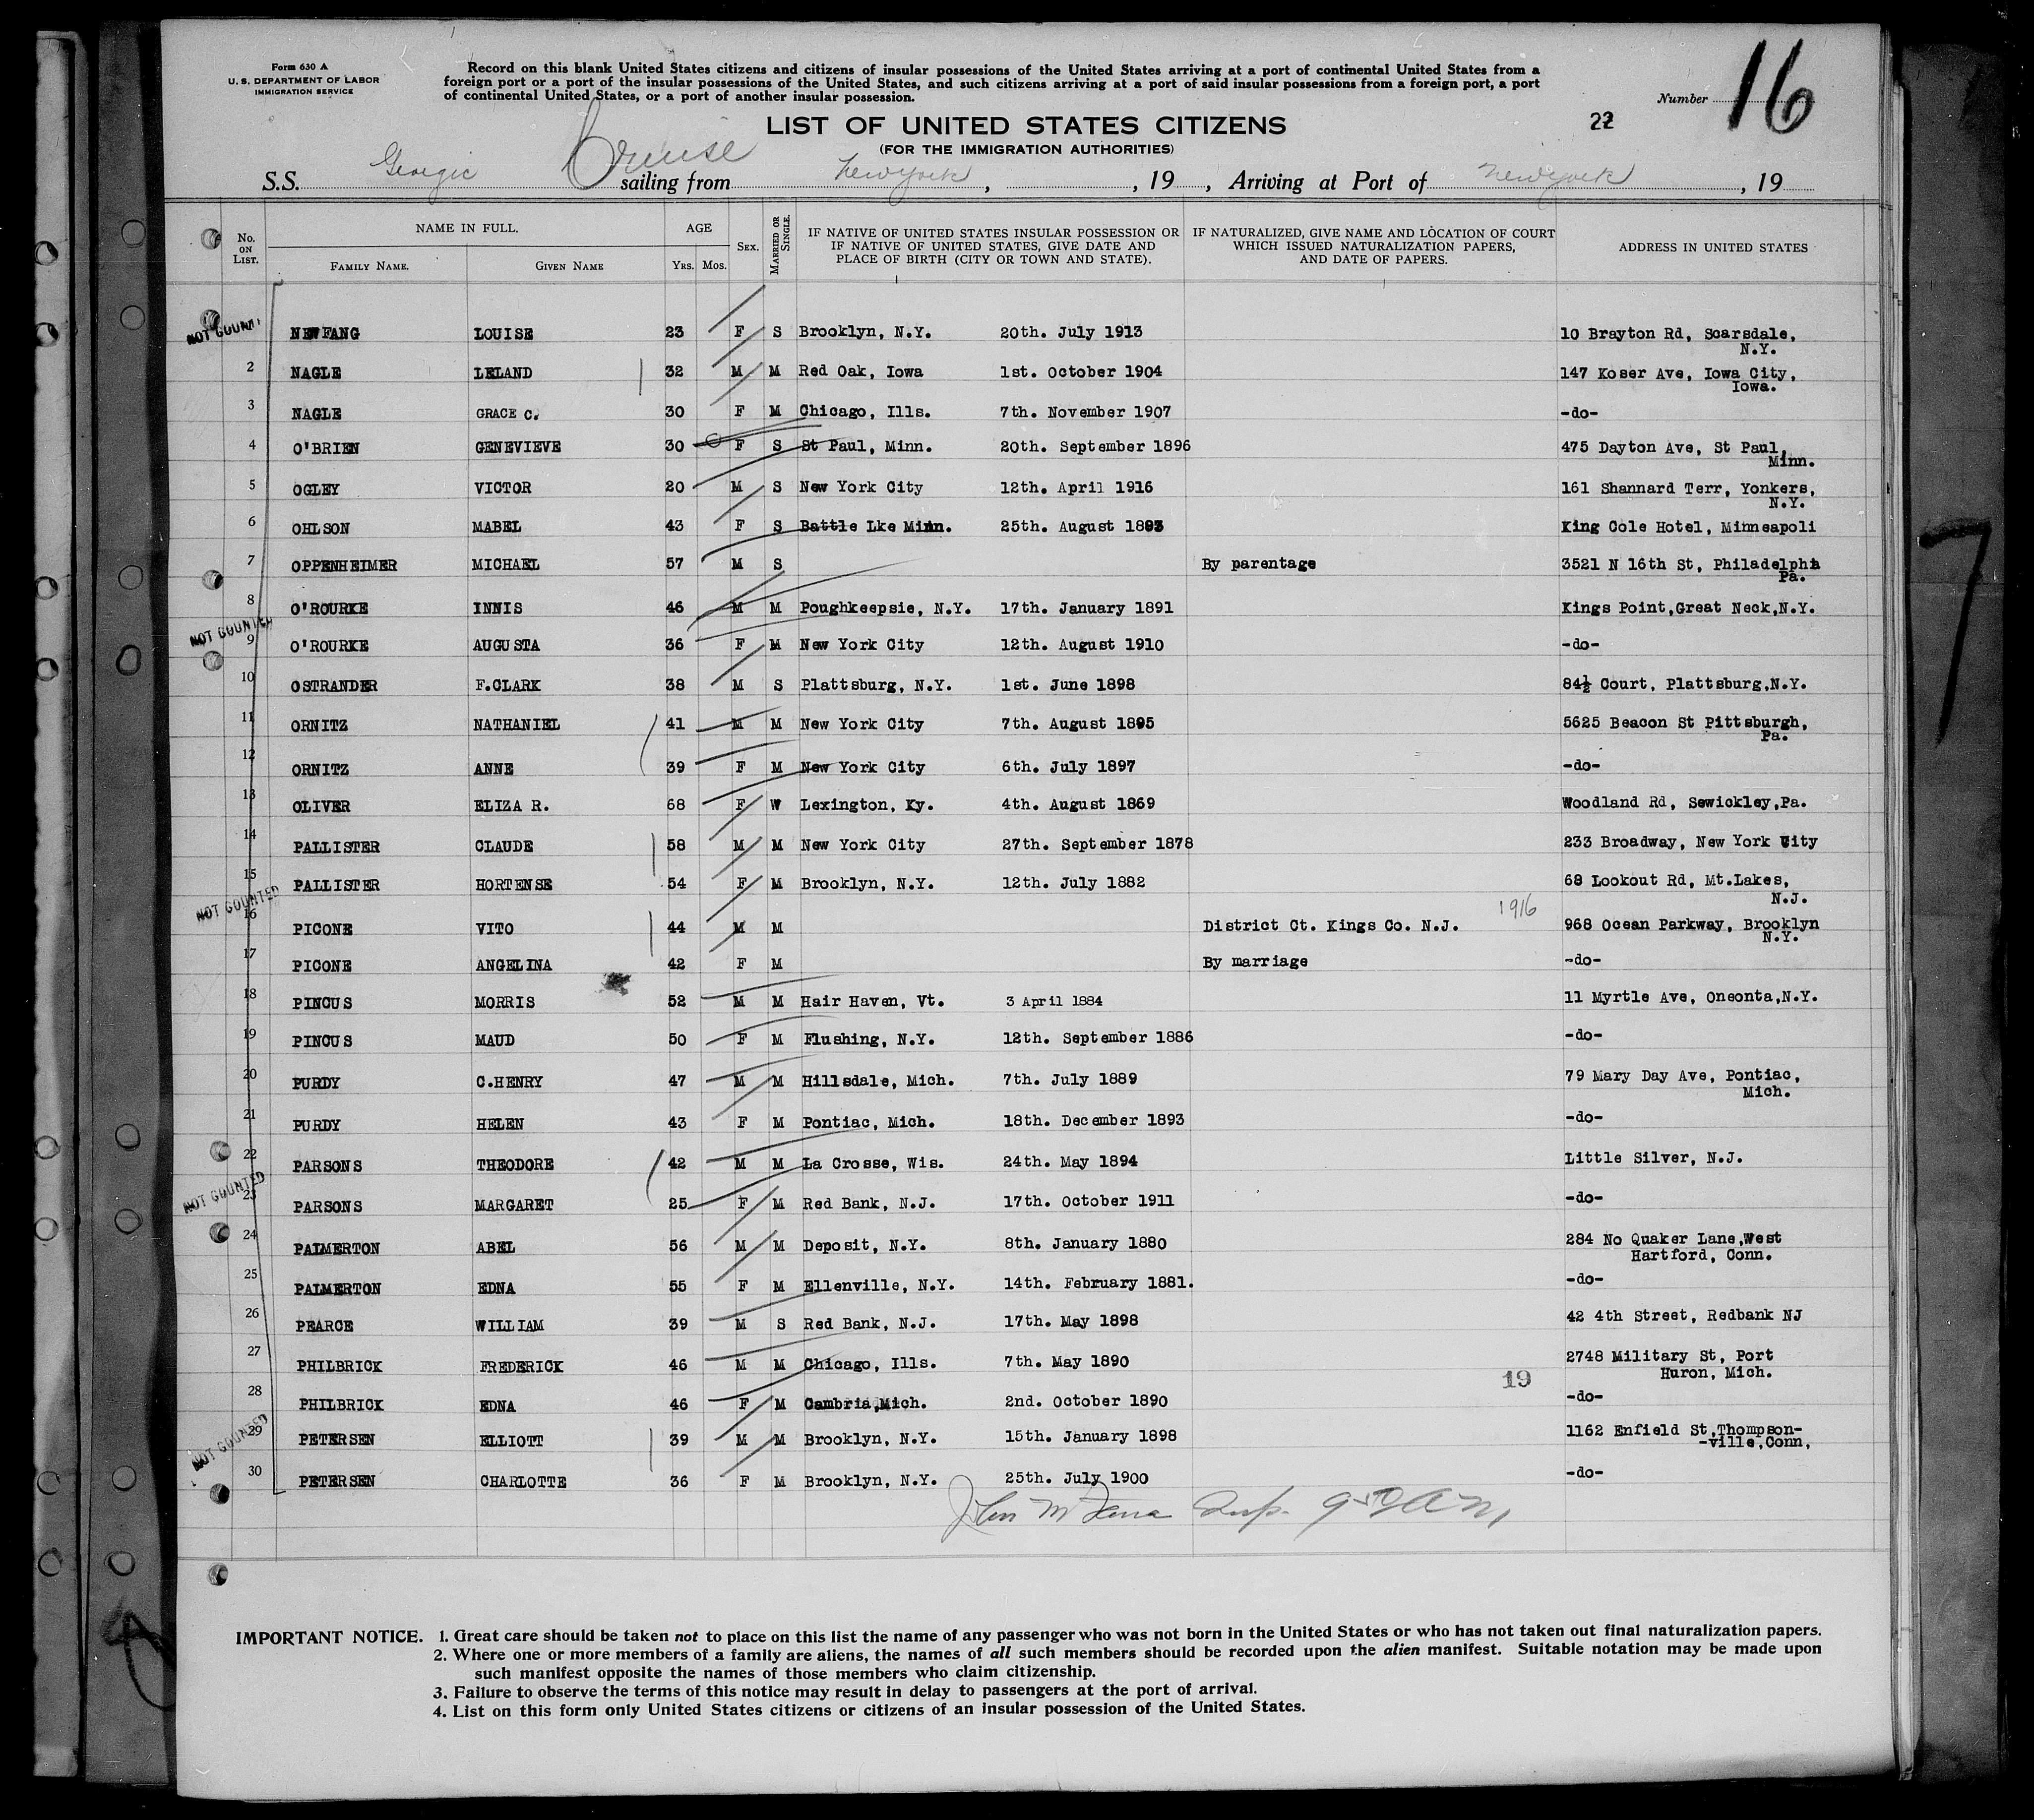 Form 630 A
U. S. DEPARTMENT OF LABOR
IMMIGRATION SERVICE
Record on this blank United States citizens and citizens of insular possessions of the United States arriving at a port of continental United States from a
foreign port or a port of the insular possessions of the United States, and such citizens arriving at a port of said insular possessions from a foreign port, a port
of continental United States, or a port of another insular possession.
Number 16
22
LIST OF UNITED STATES CITIZENS
(FOR THE IMMIGRATION AUTHORITIES)
Cruise
S.S. Georgic sailing from New York, , 19 , Arriving at Port of New York , 19
No. ON LIST. NAME IN FULL. FAMILY NAME. GIVEN NAME AGE YRS. MOS. SEX. MARRIED OR SINGLE. IF NATIVE OF UNITED STATES INSULAR POSSESSION OR IF NATIVE OF UNITED STATES, GIVE DATE AND PLACE OF BIRTH (CITY OR TOWN AND STATE). IF NATURALIZED, GIVE NAME AND LOCATION OF COURT WHICH ISSUED NATURALIZATION PAPERS, AND DATE OF PAPERS. ADDRESS IN UNITED STATES
NOT COUNT
NEWFANG LOUISE 23 F S Brooklyn, N.Y. 20th. July 1913 10 Brayton Rd, Scarsdale,
N.Y.
2 NAGLE LELAND 32 M M Red Oak, Iowa 1st. October 1904 147 Koser Ave, Iowa City,
Iowa.
3 NAGLE GRACE C. 30 F M Chicago, Ills. 7th. November 1907 -do-
4 O'BRIEN GENEVIEVE 30 F S St Paul, Minn. 20th. September 1896 475 Dayton Ave, St Paul,
Minn.
5 OGLEY VICTOR 20 M S New York City 12th. April 1916 161 Shannard Terr, Yonkers,
N.Y.
6 OHLSON MABEL 43 F S Battle Lke Minn. 25th. August 1893 King Cole Hotel, Minneapoli
7 OPPENHEIMER MICHAEL 57 M S By parentage 3521 N 16th St, Philadelphia
Pa.
8 O'ROURKE INNIS 46 M M Poughkeepsie, N.Y. 17th. January 1891 Kings Point,Great Neck,N.Y.
NOT COUNTED
9 O'ROURKE AUGUSTA 36 F M New York City 12th. August 1910 -do-
10 OSTRANDER F.CLARK 38 M S Plattsburg, N.Y. 1st. June 1898 84½ Court, Plattsburg,N.Y.
11 ORNITZ NATHANIEL 41 M M New York City 7th. August 1895 5625 Beacon St Pittsburgh,
Pa.
12 ORNITZ ANNE 39 F M New York City 6th. July 1897 -do-
13 OLIVER ELIZA R. 68 F W Lexington, Ky. 4th. August 1869 Woodland Rd, Sewickley,Pa.
14 PALLISTER CLAUDE 58 M M New York City 27th. September 1878 233 Broadway, New York City
15 PALLISTER HORTENSE 54 F M Brooklyn, N.Y. 12th. July 1882 68 Lookout Rd, Mt.Lakes,
N.J.
NOT COUNTED
16 PICONE VITO 44 M M District Ct. Kings Co. N.J. 1916 968 Ocean Parkway, Brooklyn
N.Y.
17 PICONE ANGELINA 42 F M By marriage -do-
18 PINCUS MORRIS 52 M M Hair Haven, Vt. 3 April 1884 11 Myrtle Ave, Oneonta,N.Y.
19 PINCUS MAUD 50 F M Flushing, N.Y. 12th. September 1886 -do-
20 PURDY C.HENRY 47 M M Hillsdale, Mich. 7th. July 1889 79 Mary Day Ave, Pontiac,
Mich.
21 PURDY HELEN 43 F M Pontiac, Mich. 18th. December 1893 -do-
22 PARSONS THEODORE 42 M M La Crosse, Wis. 24th. May 1894 Little Silver, N.J.
NOT COUNTED
23 PARSONS MARGARET 25 F M Red Bank, N.J. 17th. October 1911 -do-
24 PALMERTON ABEL 56 M M Deposit, N.Y. 8th. January 1880 284 No Quaker Lane,West
Hartford, Conn.
25 PALMERTON EDNA 55 F M Ellenville, N.Y. 14th. February 1881. -do-
26 PEARCE WILLIAM 39 M S Red Bank, N.J. 17th. May 1898 42 4th Street, Redbank NJ
27 PHILBRICK FREDERICK 46 M M Chicago, Ills. 7th. May 1890 2748 Military St, Port
19 Huron, Mich.
28 PHILBRICK EDNA 46 F M Cambria,Mich. 2nd. October 1890 -do-
NOT COUNTED
29 PETERSEN ELLIOTT 39 M M Brooklyn, N.Y. 15th. January 1898 1162 Enfield St,Thompson-
-ville,Conn,
30 PETERSEN CHARLOTTE 36 F M Brooklyn, N.Y. 25th. July 1900 -do-
John Insp.
7
IMPORTANT NOTICE. 1. Great care should be taken not to place on this list the name of any passenger who was not born in the United States or who has not taken out final naturalization papers.
2. Where one or more members of a family are aliens, the names of all such members should be recorded upon the alien manifest. Suitable notation may be made upon
such manifest opposite the names of those members who claim citizenship.
3. Failure to observe the terms of this notice may result in delay to passengers at the port of arrival.
4. List on this form only United States citizens or citizens of an insular possession of the United States.